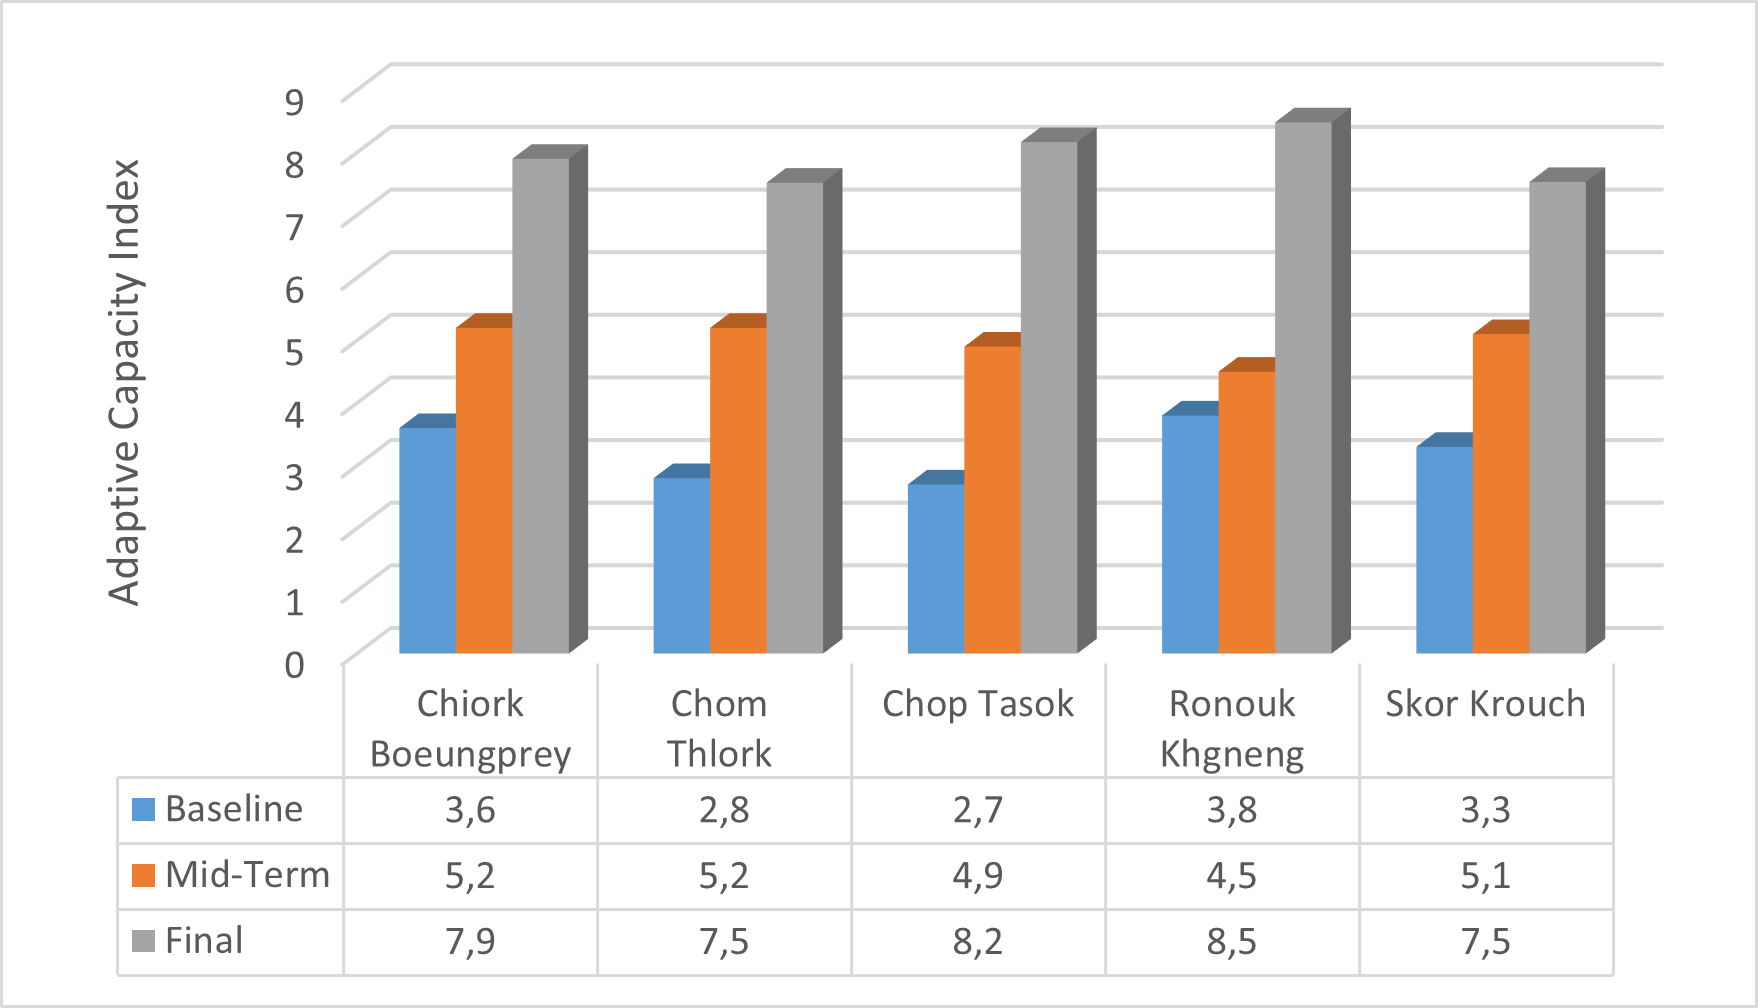 Adaptive Capacity Index
9
8
7
6
5
4
3
2
1
0
Chiork Boeungprey
Chom Thlork
Chop Tasok
Ronouk Khgneng
Skor Krouch
Baseline 3,6 2,8 2,7 3,8 3,3
Mid-Term 5,2 5,2 4,9 4,5 5,1
Final 7,9 7,5 8,2 8,5 7,5